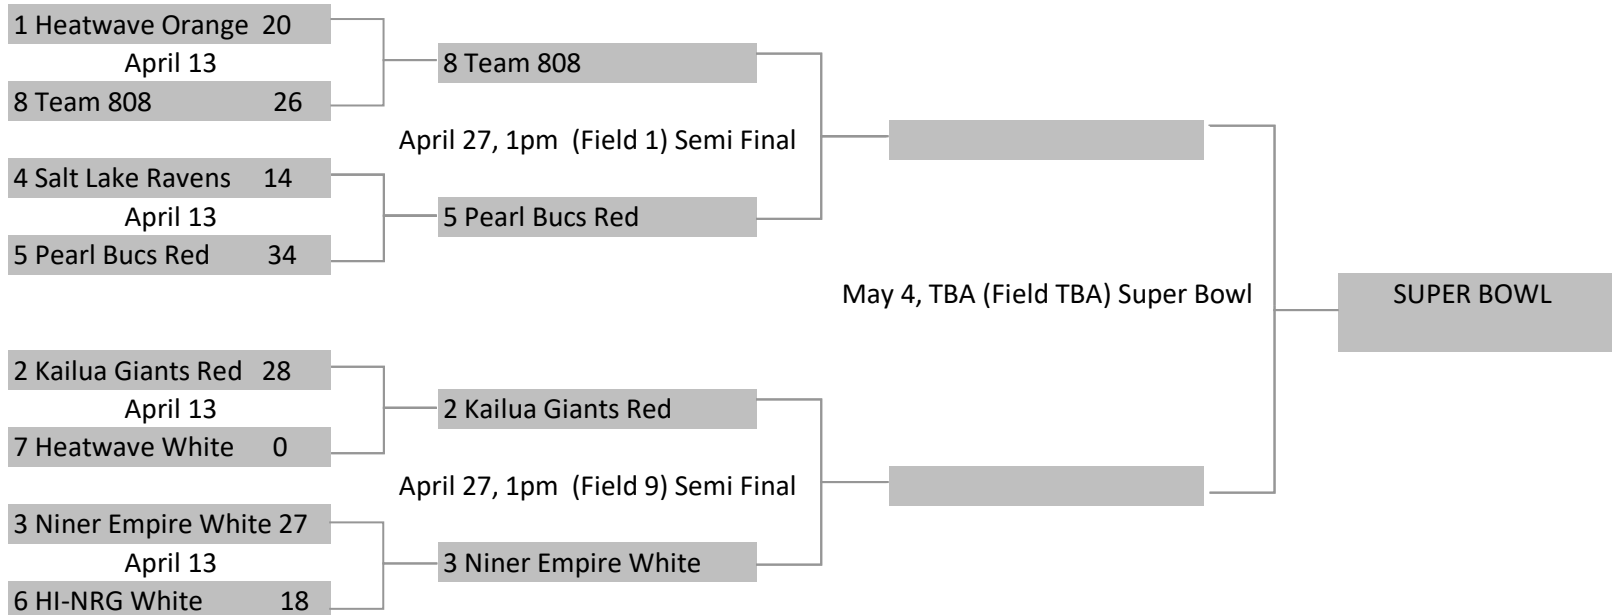 1 Heatwave Orange 20
April 13
8 Team 808 26
8 Team 808
April 27, 1pm (Field 1) Semi Final
4 Salt Lake Ravens 14
April 13
5 Pearl Bucs Red 34
5 Pearl Bucs Red
May 4, TBA (Field TBA) Super Bowl
SUPER BOWL
2 Kailua Giants Red 28
April 13
7 Heatwave White 0
2 Kailua Giants Red
April 27, 1pm (Field 9) Semi Final
3 Niner Empire White 27
April 13
6 HI-NRG White 18
3 Niner Empire White